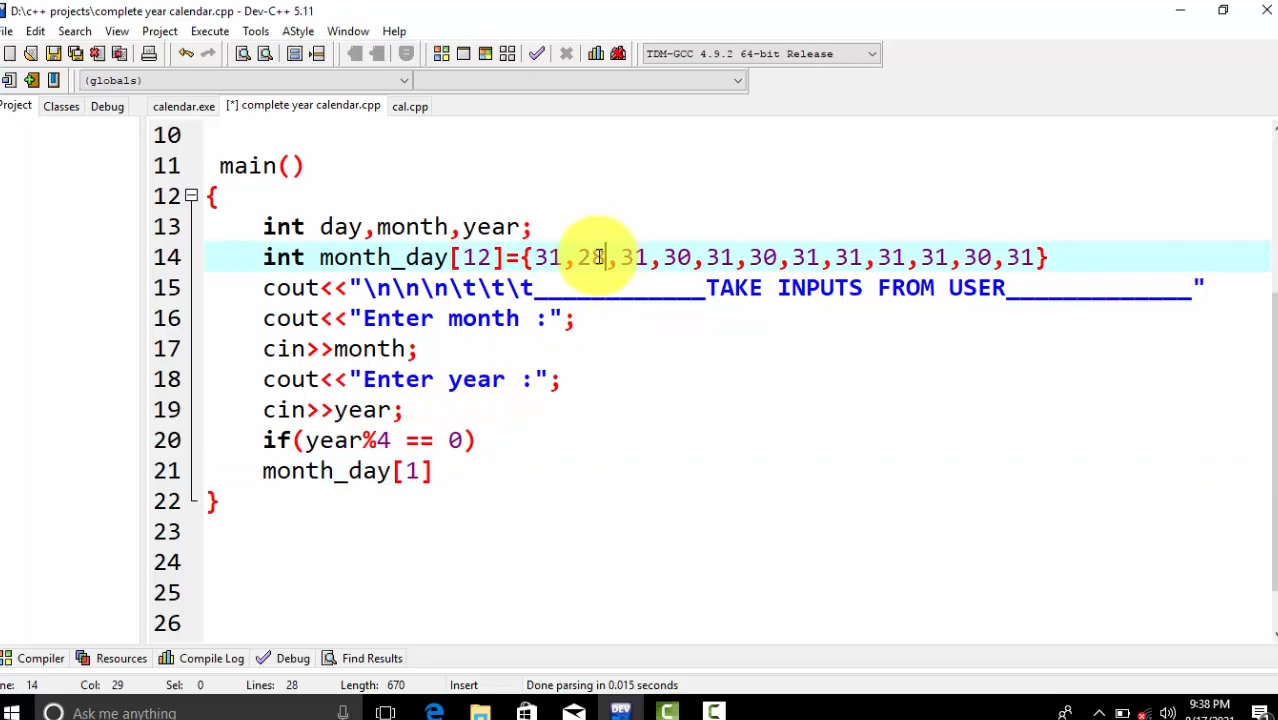 D:\c++ projects\complete year calendar.cpp - Dev-C++ 5.11
File Edit Search View Project Execute Tools AStyle Window Help
TDM-GCC 4.9.2 64-bit Release
(globals)
Project Classes Debug calendar.exe [*] complete year calendar.cpp cal.cpp
10
11 main()
12 {
13 int day,month,year;
14 int month_day[12]={31,28,31,30,31,30,31,31,31,31,30,31}
15 cout<<"\n\n\n\t\t\t____________TAKE INPUTS FROM USER_____________"
16 cout<<"Enter month :";
17 cin>>month;
18 cout<<"Enter year :";
19 cin>>year;
20 if(year%4 == 0)
21 month_day[1]
22 }
23
24
25
26
Compiler Resources Compile Log Debug Find Results
ne: 14 Col: 29 Sel: 0 Lines: 28 Length: 670 Insert Done parsing in 0.015 seconds
Ask me anything
DEV
9:38 PM